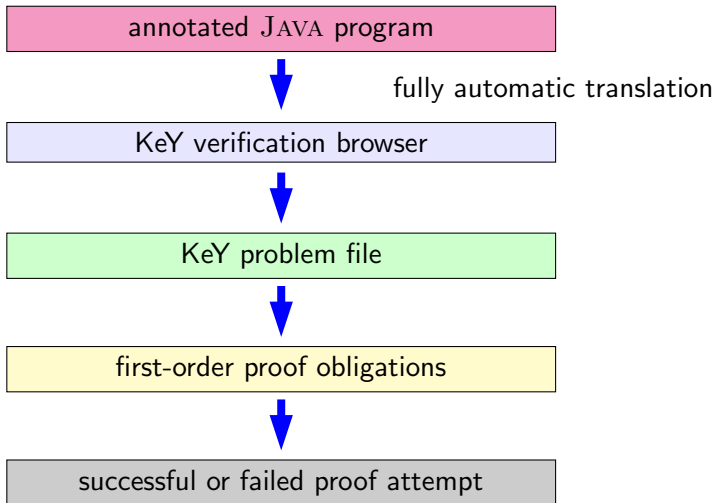 annotated JAVA program
fully automatic translation
KeY verification browser
KeY problem file
first-order proof obligations
successful or failed proof attempt